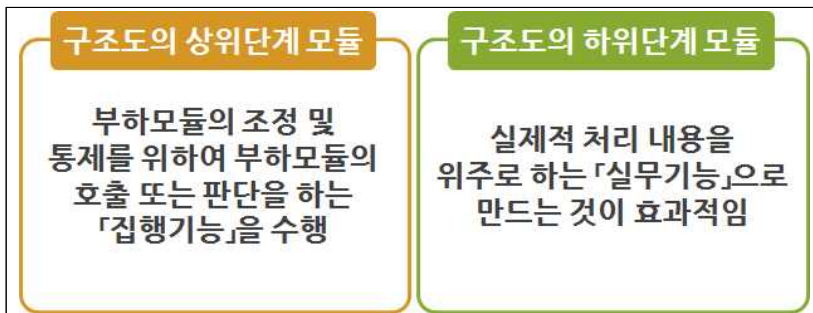 구조도의 상위단계 모듈
부하모듈의 조정 및
통제를 위하여 부하모듈의
호출 또는 판단을 하는
「집행기능」을 수행
구조도의 하위단계 모듈
실제적 처리 내용을
위주로 하는 「실무기능」으로
만드는 것이 효과적임